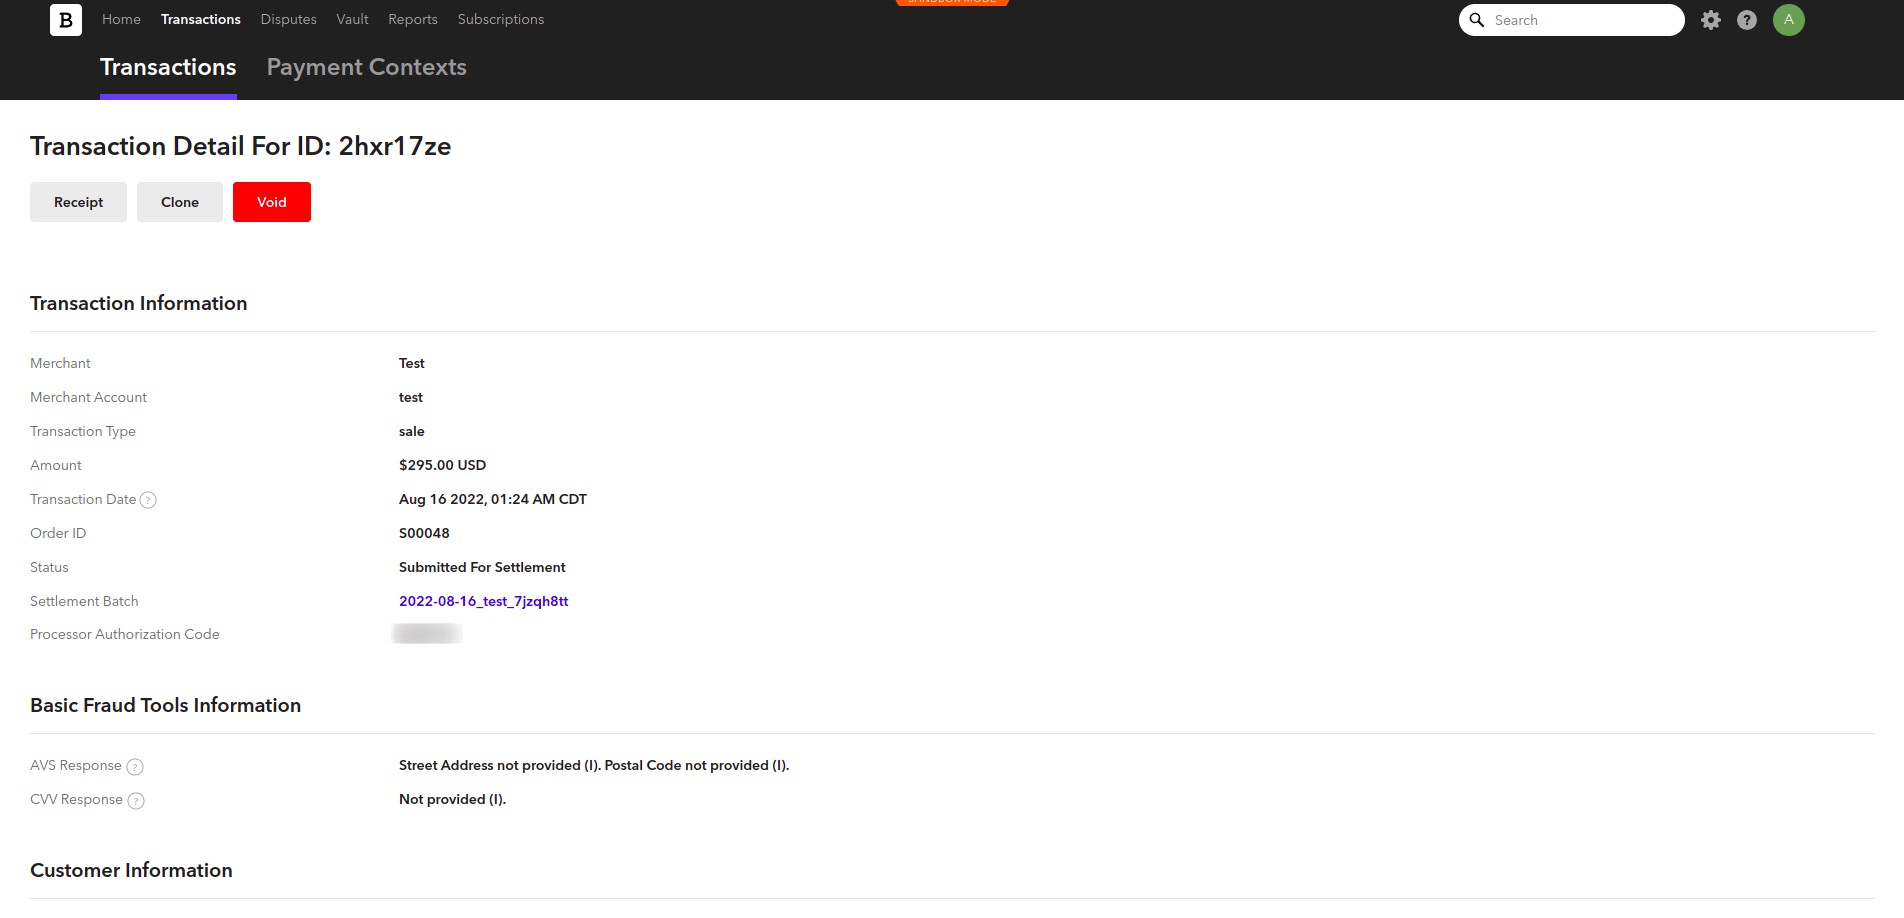 SANDBOX MODE
B Home Transactions Disputes Vault Reports Subscriptions Search ? A
Transactions Payment Contexts
Transaction Detail For ID: 2hxr17ze
Receipt Clone Void
Transaction Information
Merchant Test
Merchant Account test
Transaction Type sale
Amount $295.00 USD
Transaction Date ? Aug 16 2022, 01:24 AM CDT
Order ID S00048
Status Submitted For Settlement
Settlement Batch 2022-08-16_test_7jzqh8tt
Processor Authorization Code
Basic Fraud Tools Information
AVS Response ? Street Address not provided (I). Postal Code not provided (I).
CVV Response ? Not provided (I).
Customer Information